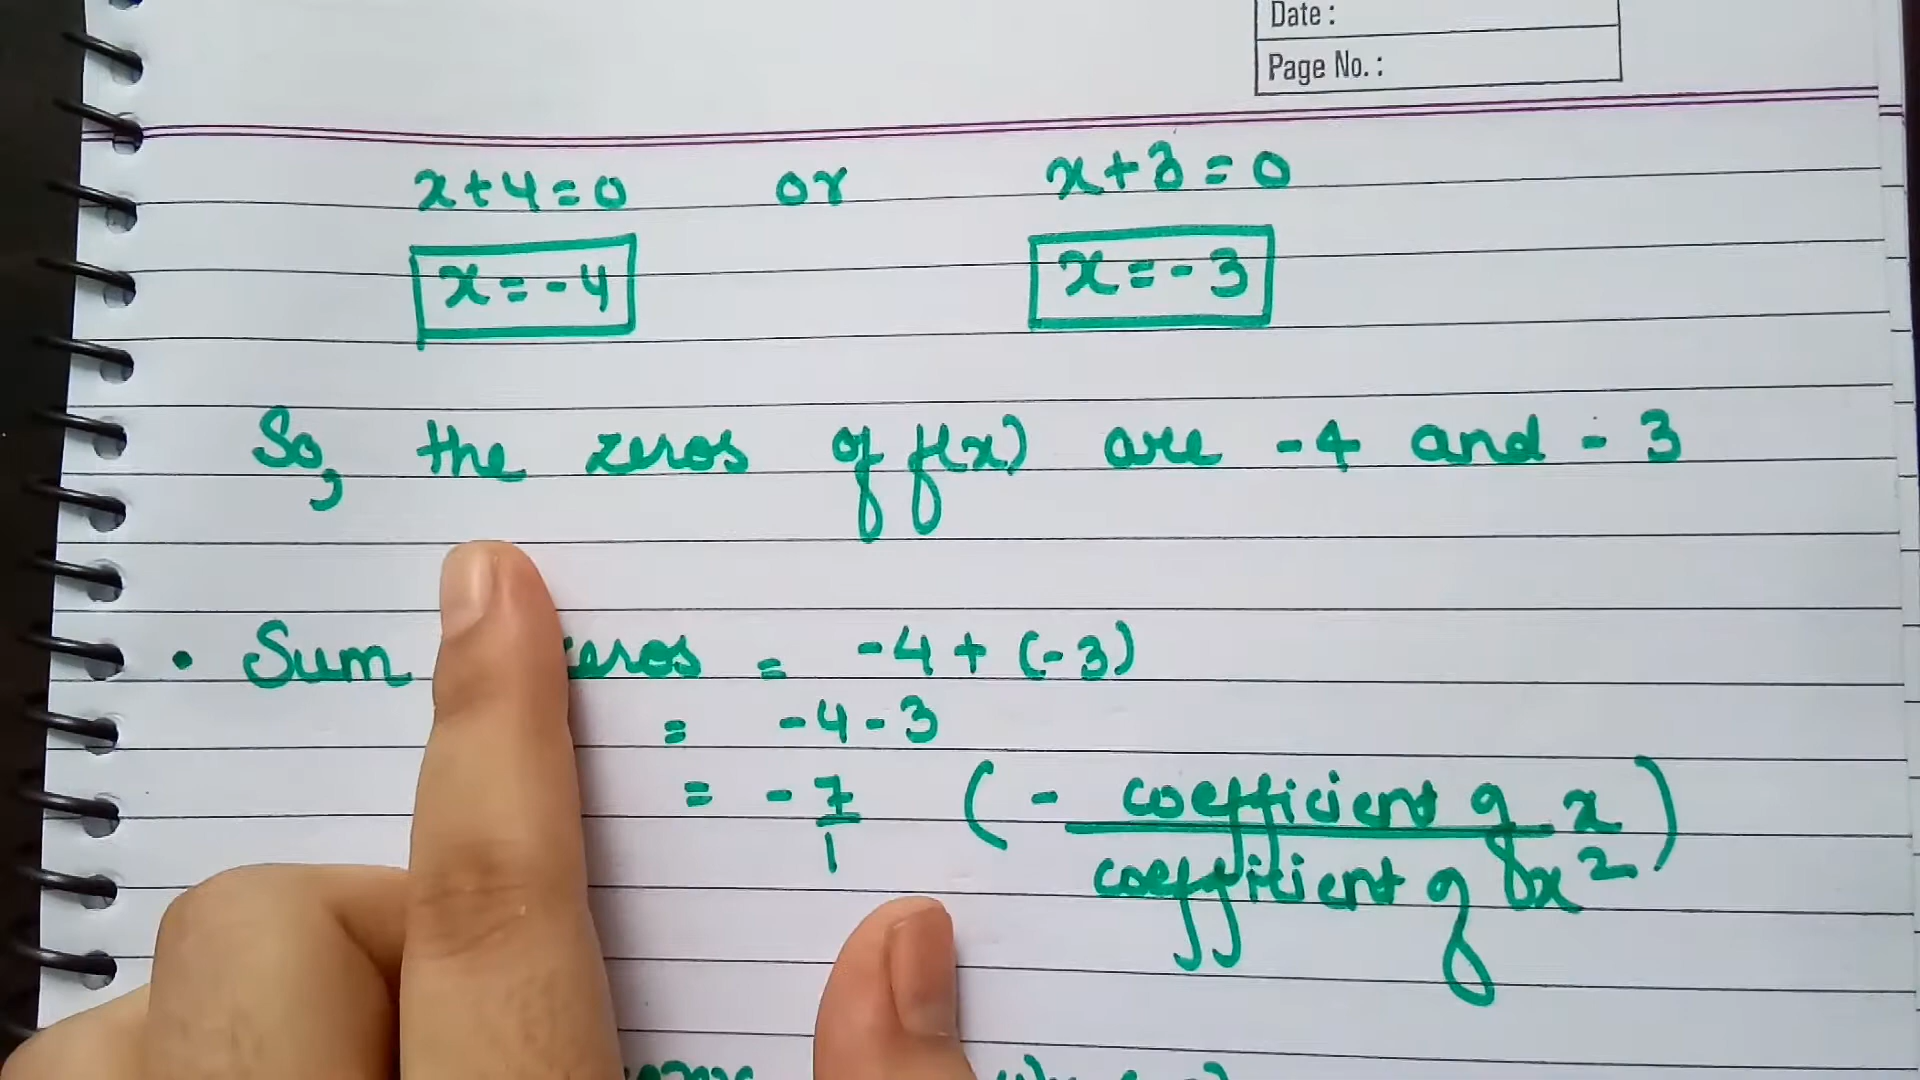 Date :
Page No. :
x+4=0 or x+3=0
x=-4 x=-3
So, the zeros of f(x) are -4 and -3
• Sum zeros = -4+(-3)
= -4-3
= -7/1 (- coefficient of x / coefficient of x²)